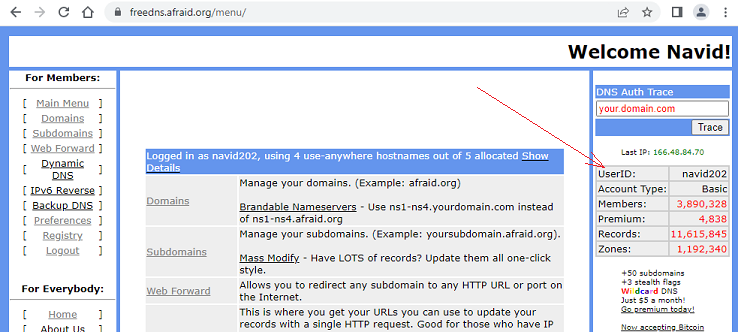 freedns.afraid.org/menu/
Welcome Navid!
For Members:
[ Main Menu ]
[ Domains ]
[ Subdomains ]
[ Web Forward ]
[ Dynamic DNS ]
[ IPv6 Reverse ]
[ Backup DNS ]
[ Preferences ]
[ Registry ]
[ Logout ]
For Everybody:
[ Home ]
About Us
Logged in as navid202, using 4 use-anywhere hostnames out of 5 allocated Show
Details
Domains
Manage your domains. (Example: afraid.org)
Brandable Nameservers - Use ns1-ns4.yourdomain.com instead
of ns1-ns4.afraid.org
Subdomains
Manage your subdomains. (Example: yoursubdomain.afraid.org).
Mass Modify - Have LOTS of records? Update them all one-click
style.
Web Forward
Allows you to redirect any subdomain to any HTTP URL or port on
the Internet.
This is where you get your URLs you can use to update your
records with a single HTTP request. Good for those who have IP
DNS Auth Trace
your.domain.com
Trace
Last IP: 166.48.84.70
UserID: navid202
Account Type: Basic
Members: 3,890,328
Premium: 4,838
Records: 11,615,845
Zones: 1,192,340
+50 subdomains
+3 stealth flags
Wildcard DNS
Just $5 a month!
Go premium today!
Now accepting Bitcoin